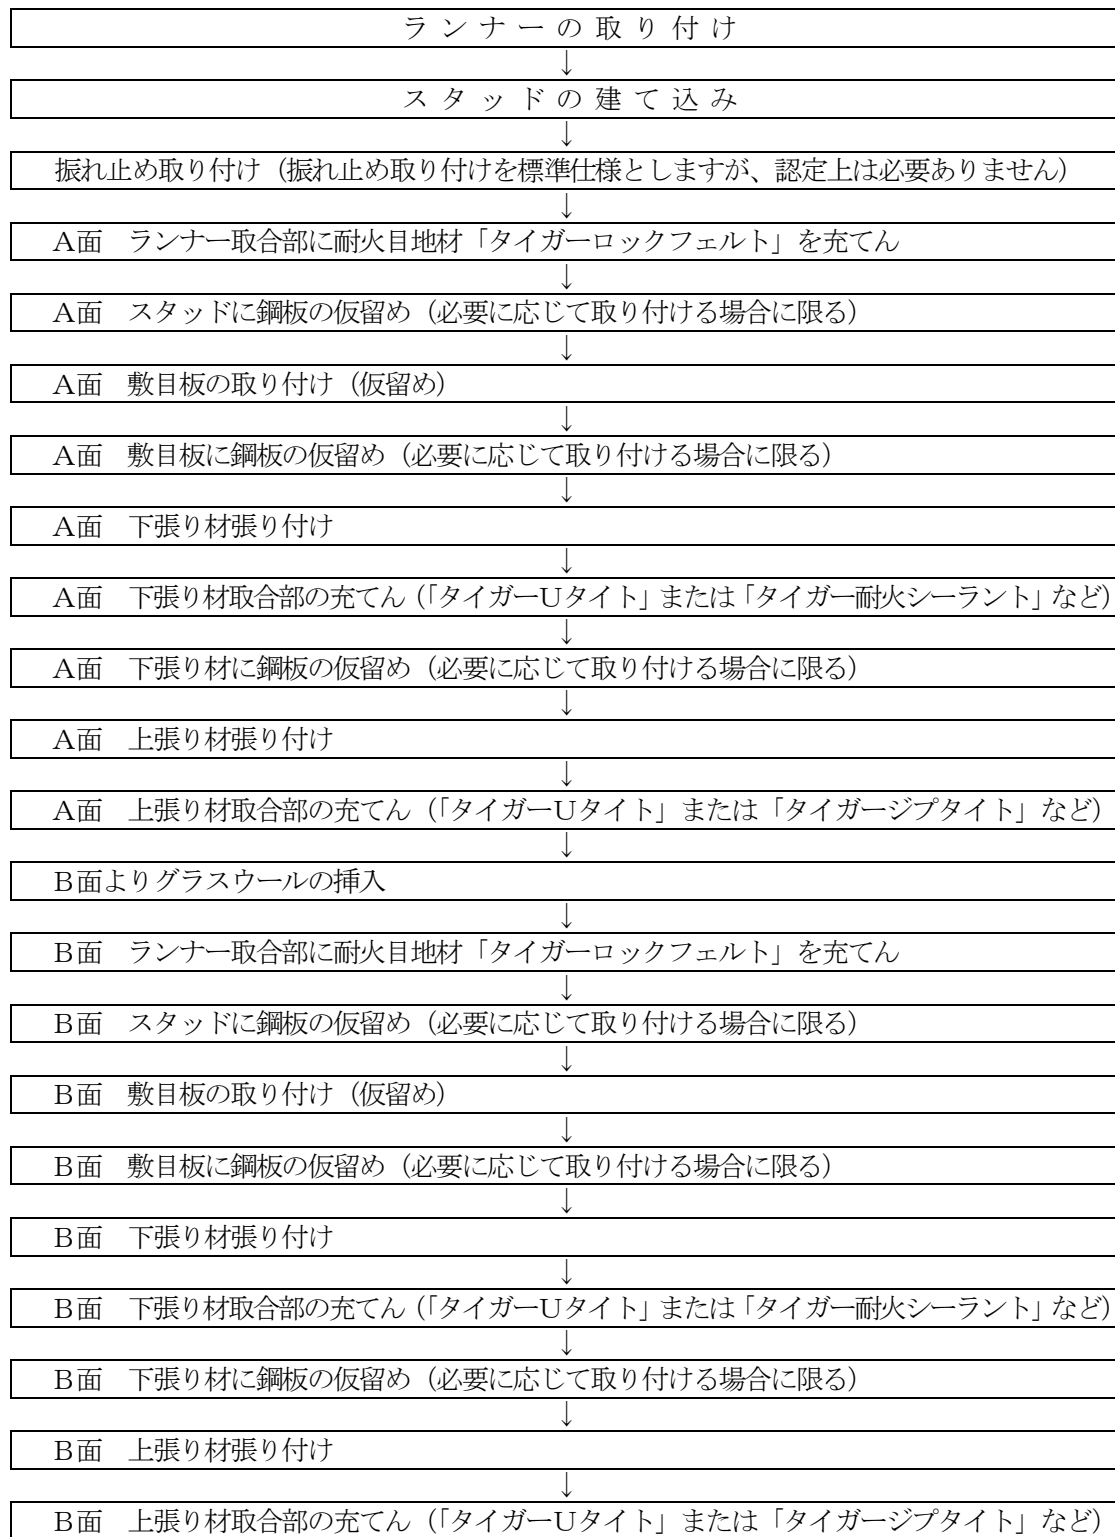 ランナーの取り付け
↓
スタッドの建て込み
↓
振れ止め取り付け（振れ止め取り付けを標準仕様としますが、認定上は必要ありません）
↓
A面　ランナー取合部に耐火目地材「タイガーロックフェルト」を充てん
↓
A面　スタッドに鋼板の仮留め（必要に応じて取り付ける場合に限る）
↓
A面　敷目板の取り付け（仮留め）
↓
A面　敷目板に鋼板の仮留め（必要に応じて取り付ける場合に限る）
↓
A面　下張り材張り付け
↓
A面　下張り材取合部の充てん（「タイガーUタイト」または「タイガー耐火シーラント」など）
↓
A面　下張り材に鋼板の仮留め（必要に応じて取り付ける場合に限る）
↓
A面　上張り材張り付け
↓
A面　上張り材取合部の充てん（「タイガーUタイト」または「タイガージプタイト」など）
↓
B面よりグラスウールの挿入
↓
B面　ランナー取合部に耐火目地材「タイガーロックフェルト」を充てん
↓
B面　スタッドに鋼板の仮留め（必要に応じて取り付ける場合に限る）
↓
B面　敷目板の取り付け（仮留め）
↓
B面　敷目板に鋼板の仮留め（必要に応じて取り付ける場合に限る）
↓
B面　下張り材張り付け
↓
B面　下張り材取合部の充てん（「タイガーUタイト」または「タイガー耐火シーラント」など）
↓
B面　下張り材に鋼板の仮留め（必要に応じて取り付ける場合に限る）
↓
B面　上張り材張り付け
↓
B面　上張り材取合部の充てん（「タイガーUタイト」または「タイガージプタイト」など）